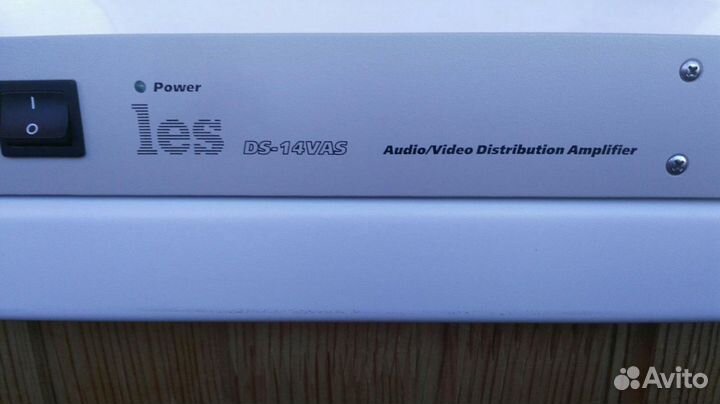 Power
les DS-14VAS Audio/Video Distribution Amplifier
I
O
Avito